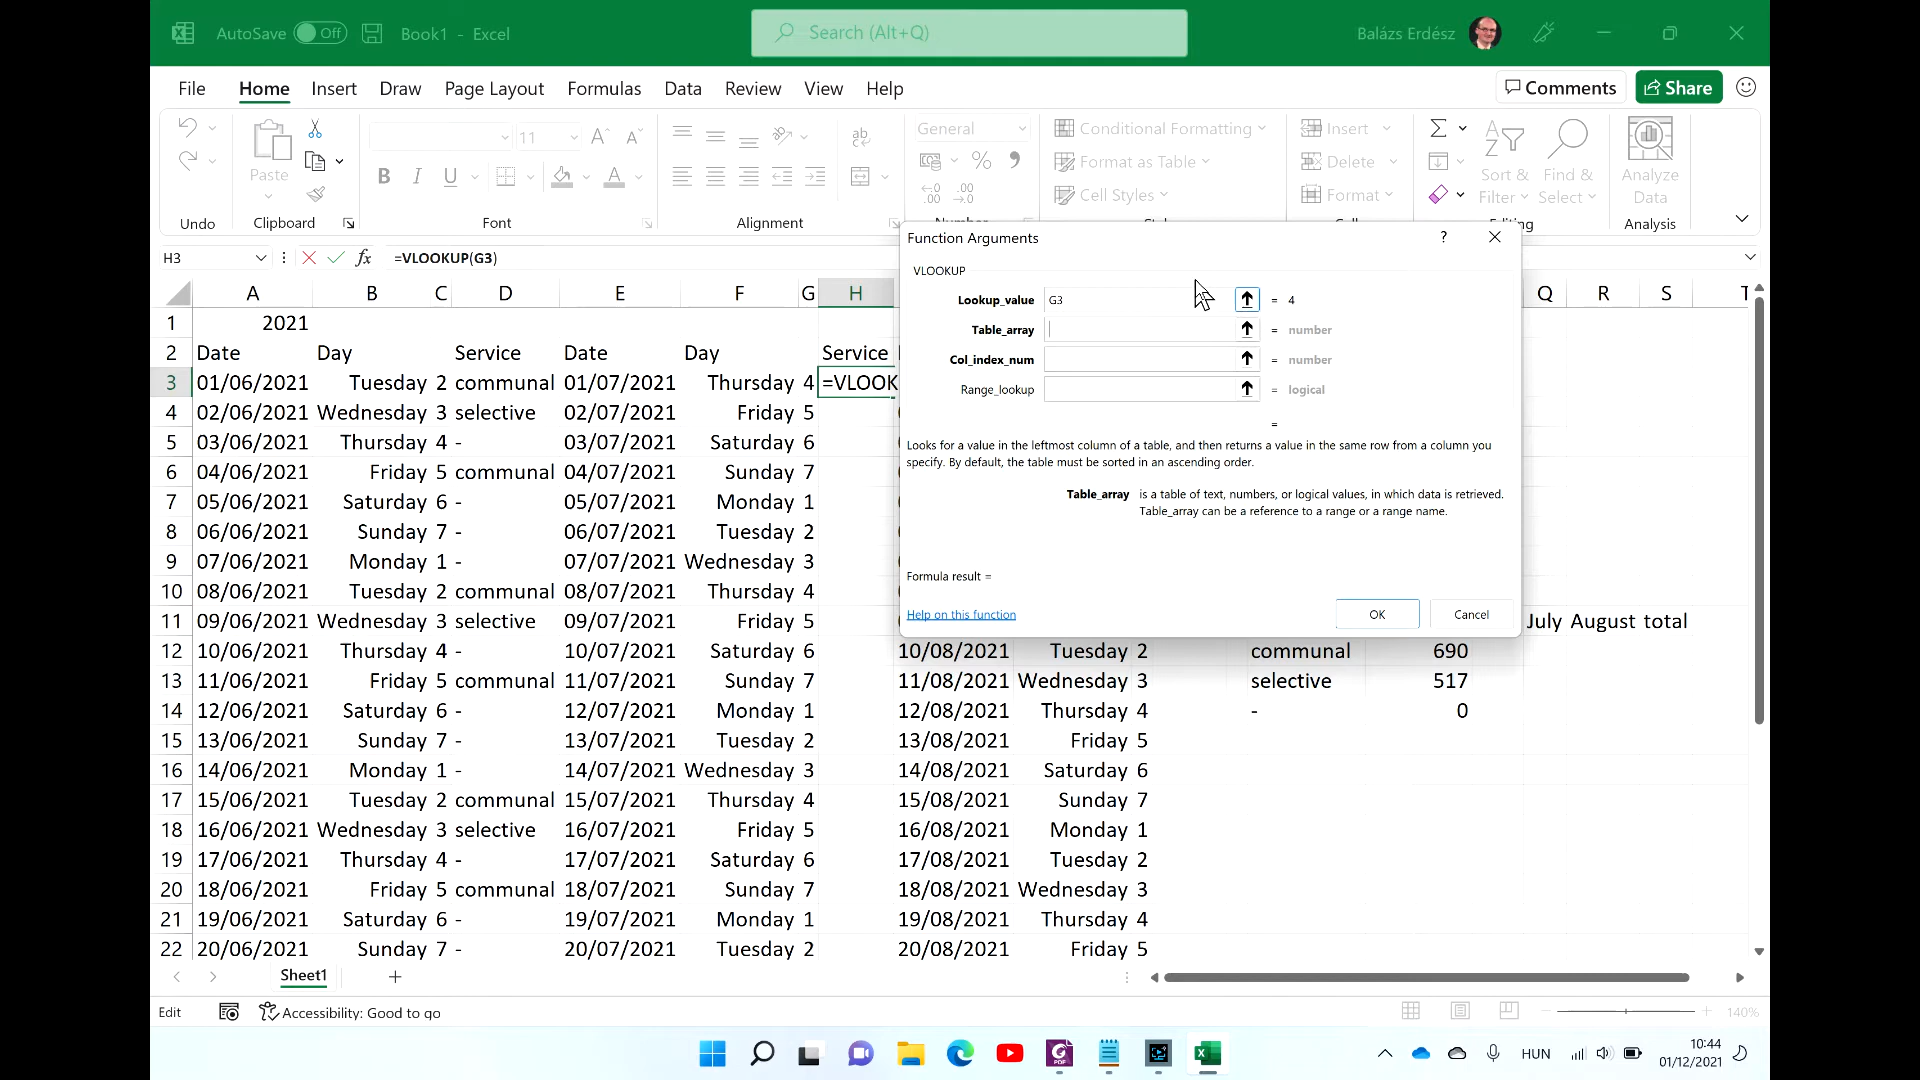 AutoSave Off Book1 - Excel Search (Alt+Q) Balázs Erdész
File Home Insert Draw Page Layout Formulas Data Review View Help Comments Share
11 General Conditional Formatting Insert
Paste Format as Table Delete Sort & Filter Find & Select Analyze Data
B I U A % Cell Styles Format
Undo Clipboard Font Alignment Analysis
H3 fx =VLOOKUP(G3)
Function Arguments ?
VLOOKUP
Lookup_value G3 = 4
Table_array = number
Col_index_num = number
Range_lookup = logical
=
Looks for a value in the leftmost column of a table, and then returns a value in the same row from a column you
specify. By default, the table must be sorted in an ascending order.
Table_array is a table of text, numbers, or logical values, in which data is retrieved.
Table_array can be a reference to a range or a range name.
Formula result =
Help on this function OK Cancel
A B C D E F G H Q R S T
1 2021
2 Date Day Service Date Day Service
3 01/06/2021 Tuesday 2 communal 01/07/2021 Thursday 4 =VLOOK
4 02/06/2021 Wednesday 3 selective 02/07/2021 Friday 5
5 03/06/2021 Thursday 4 - 03/07/2021 Saturday 6
6 04/06/2021 Friday 5 communal 04/07/2021 Sunday 7
7 05/06/2021 Saturday 6 - 05/07/2021 Monday 1
8 06/06/2021 Sunday 7 - 06/07/2021 Tuesday 2
9 07/06/2021 Monday 1 - 07/07/2021 Wednesday 3
10 08/06/2021 Tuesday 2 communal 08/07/2021 Thursday 4
11 09/06/2021 Wednesday 3 selective 09/07/2021 Friday 5 July August total
12 10/06/2021 Thursday 4 - 10/07/2021 Saturday 6 10/08/2021 Tuesday 2 communal 690
13 11/06/2021 Friday 5 communal 11/07/2021 Sunday 7 11/08/2021 Wednesday 3 selective 517
14 12/06/2021 Saturday 6 - 12/07/2021 Monday 1 12/08/2021 Thursday 4 - 0
15 13/06/2021 Sunday 7 - 13/07/2021 Tuesday 2 13/08/2021 Friday 5
16 14/06/2021 Monday 1 - 14/07/2021 Wednesday 3 14/08/2021 Saturday 6
17 15/06/2021 Tuesday 2 communal 15/07/2021 Thursday 4 15/08/2021 Sunday 7
18 16/06/2021 Wednesday 3 selective 16/07/2021 Friday 5 16/08/2021 Monday 1
19 17/06/2021 Thursday 4 - 17/07/2021 Saturday 6 17/08/2021 Tuesday 2
20 18/06/2021 Friday 5 communal 18/07/2021 Sunday 7 18/08/2021 Wednesday 3
21 19/06/2021 Saturday 6 - 19/07/2021 Monday 1 19/08/2021 Thursday 4
22 20/06/2021 Sunday 7 - 20/07/2021 Tuesday 2 20/08/2021 Friday 5
Sheet1
Edit Accessibility: Good to go 140%
HUN 10:44
01/12/2021